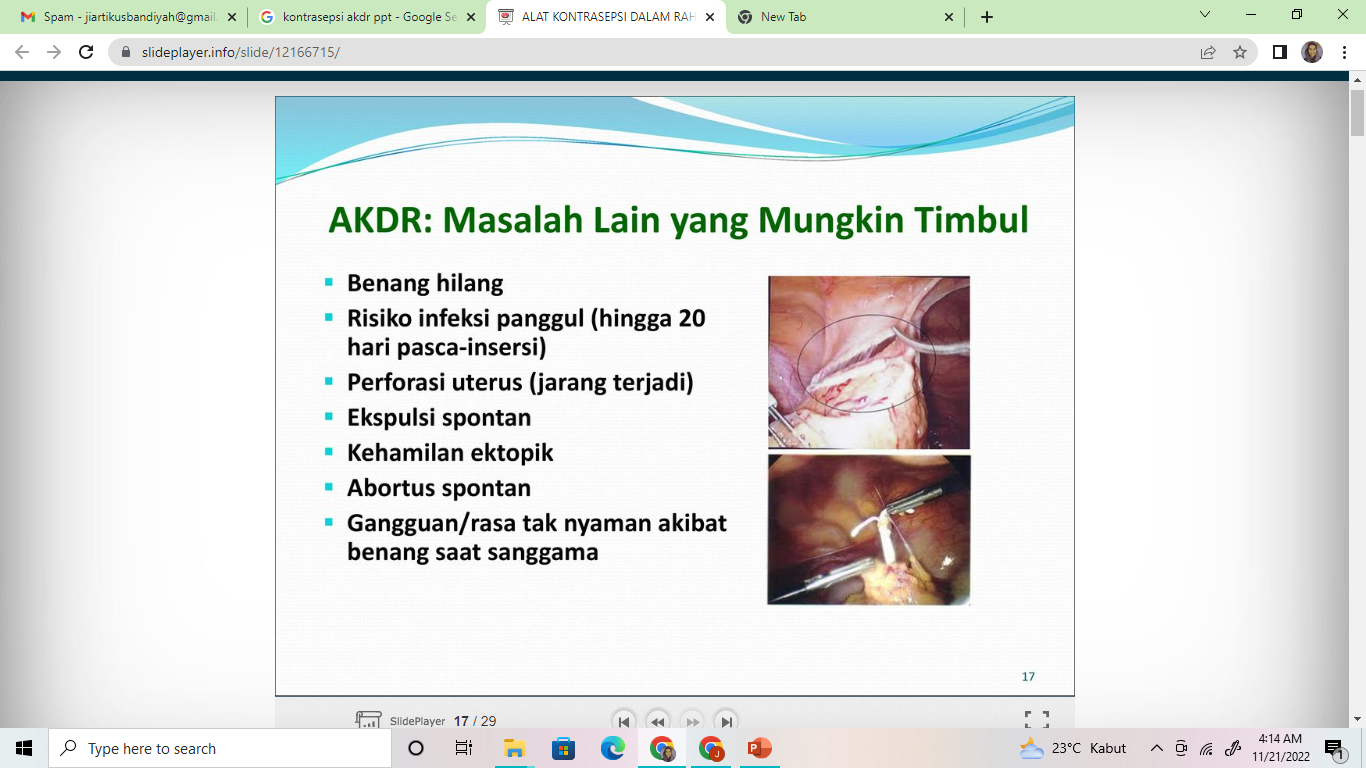 Spam - jiartikusbandiyah@gmail.
kontrasepsi akdr ppt - Google Se
ALAT KONTRASEPSI DALAM RAH
New Tab
slideplayer.info/slide/12166715/
AKDR: Masalah Lain yang Mungkin Timbul
Benang hilang
Risiko infeksi panggul (hingga 20
hari pasca-insersi)
Perforasi uterus (jarang terjadi)
Ekspulsi spontan
Kehamilan ektopik
Abortus spontan
Gangguan/rasa tak nyaman akibat
benang saat sanggama
17
SlidePlayer 17 / 29
Type here to search
23°C Kabut
4:14 AM
11/21/2022
1